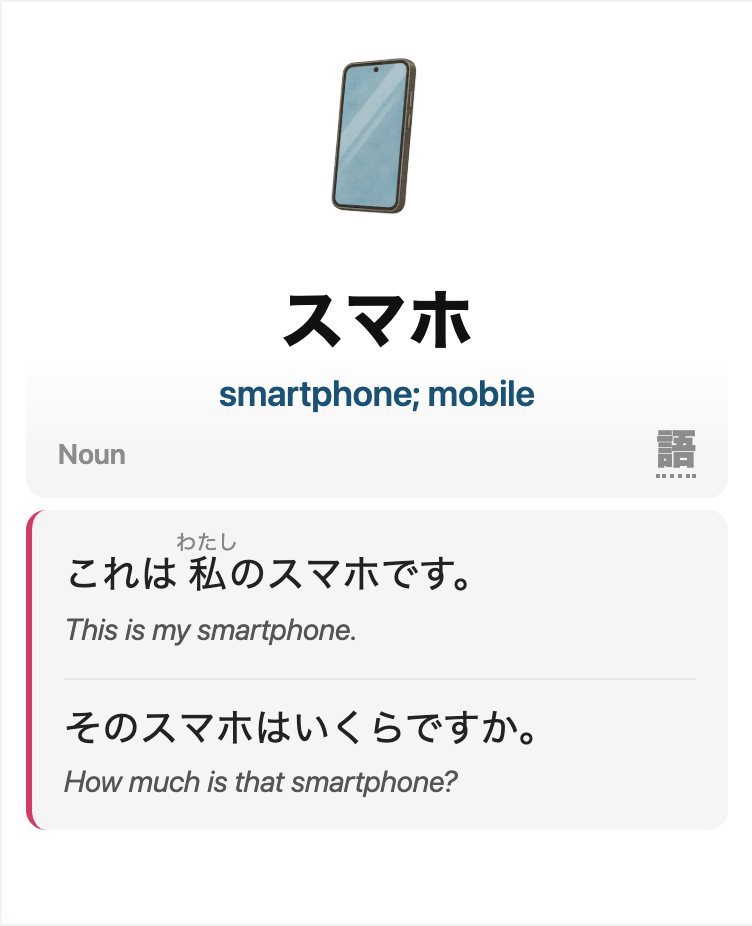 スマホ
smartphone; mobile
Noun
語
わたし
これは 私のスマホです。
This is my smartphone.
そのスマホはいくらですか。
How much is that smartphone?